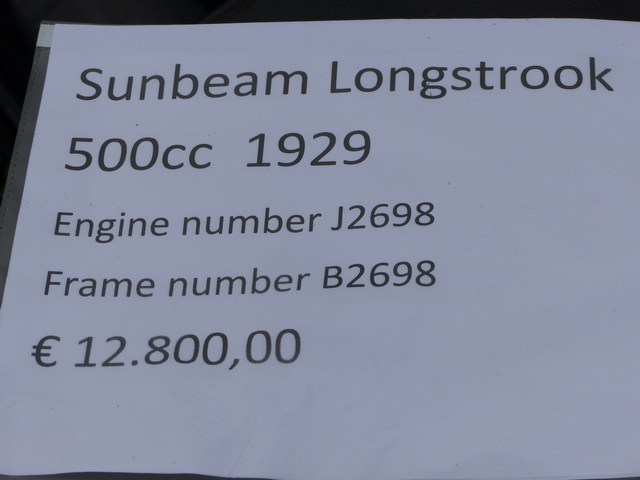 Sunbeam Longstrook
500cc 1929
Engine number J2698
Frame number B2698
€ 12.800,00